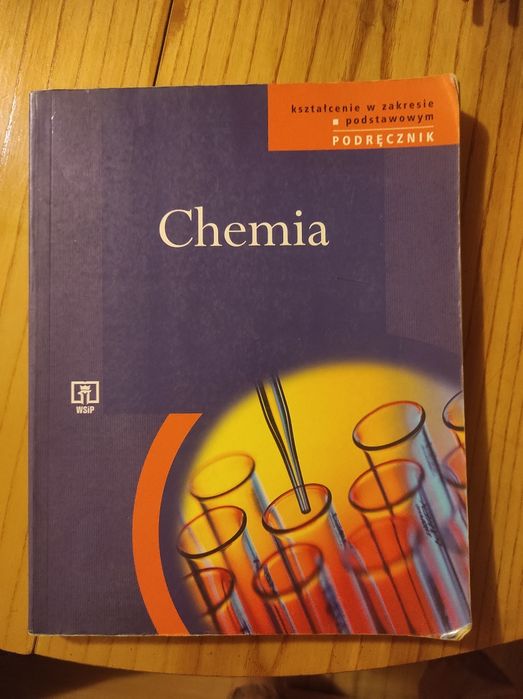 kształcenie w zakresie
podstawowym
PODRĘCZNIK
Chemia
WSiP